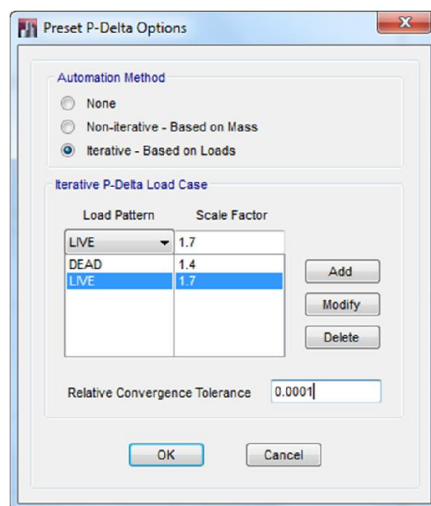 Preset P-Delta Options
X
Automation Method
None
Non-iterative - Based on Mass
Iterative - Based on Loads
Iterative P-Delta Load Case
Load Pattern Scale Factor
LIVE 1.7
DEAD 1.4
LIVE 1.7
Add
Modify
Delete
Relative Convergence Tolerance 0.0001
OK Cancel